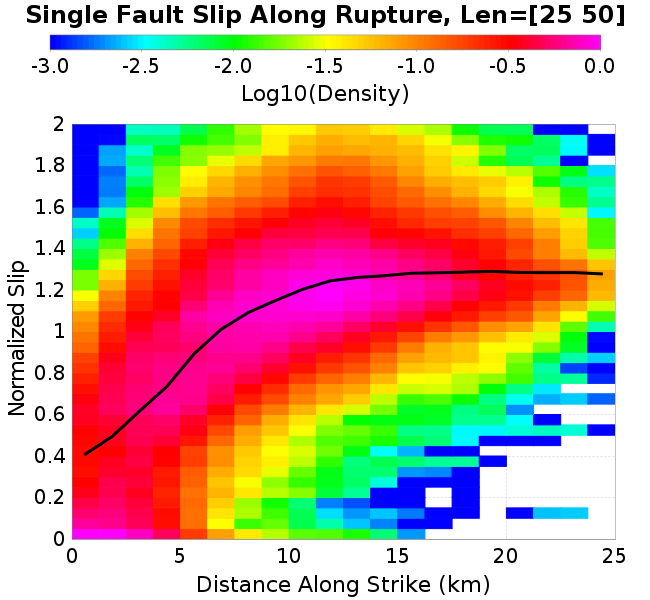 Single Fault Slip Along Rupture, Len=[25 50]
-3.0 -2.5 -2.0 -1.5 -1.0 -0.5 0.0
Log10(Density)
2
1.8
1.6
1.4
1.2
1
0.8
0.6
0.4
0.2
0
Normalized Slip
0 5 10 15 20 25
Distance Along Strike (km)